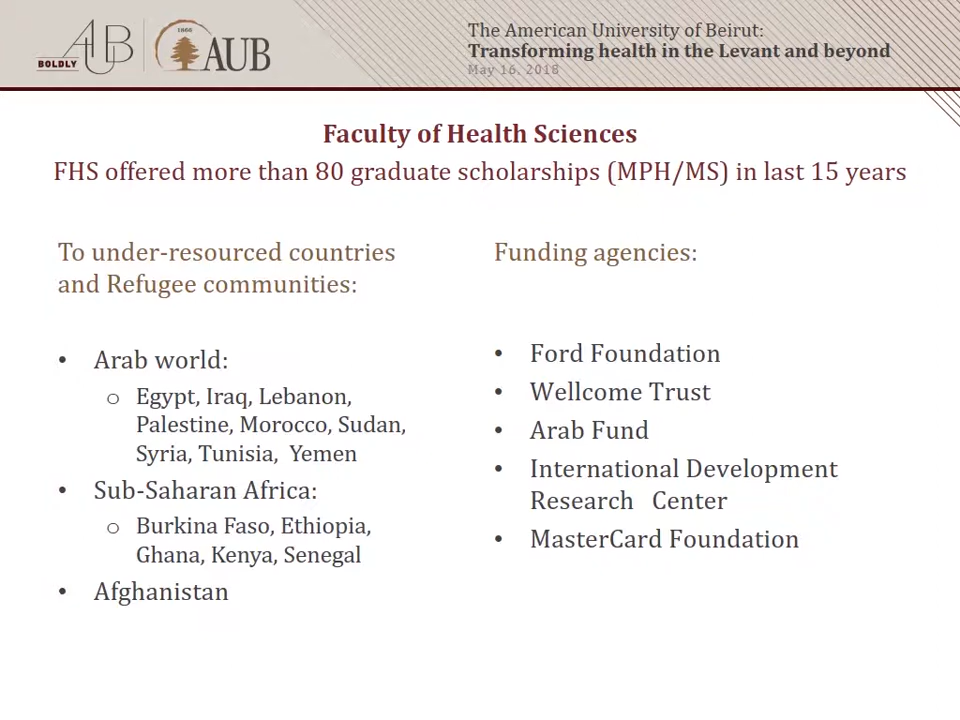 BOLDLY AUB
1866
AUB
The American University of Beirut:
Transforming health in the Levant and beyond
May 16, 2018
Faculty of Health Sciences
FHS offered more than 80 graduate scholarships (MPH/MS) in last 15 years
To under-resourced countries
and Refugee communities:
• Arab world:
o Egypt, Iraq, Lebanon,
Palestine, Morocco, Sudan,
Syria, Tunisia, Yemen
• Sub-Saharan Africa:
o Burkina Faso, Ethiopia,
Ghana, Kenya, Senegal
• Afghanistan
Funding agencies:
• Ford Foundation
• Wellcome Trust
• Arab Fund
• International Development
Research Center
• MasterCard Foundation